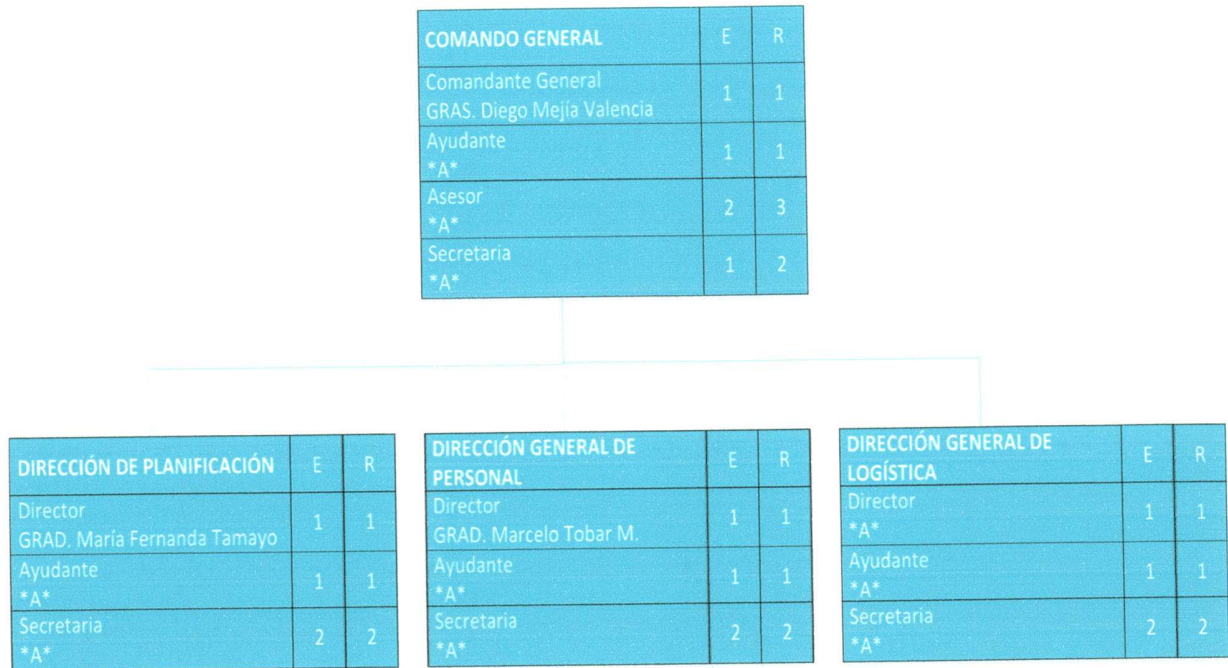 COMANDO GENERAL E R
Comandante General
GRAS. Diego Mejía Valencia 1 1
Ayudante
*A* 1 1
Asesor
*A* 2 3
Secretaria
*A* 1 2
DIRECCIÓN DE PLANIFICACIÓN E R
Director
GRAD. María Fernanda Tamayo 1 1
Ayudante
*A* 1 1
Secretaria
*A* 2 2
DIRECCIÓN GENERAL DE
PERSONAL E R
Director
GRAD. Marcelo Tobar M. 1 1
Ayudante
*A* 1 1
Secretaria
*A* 2 2
DIRECCIÓN GENERAL DE
LOGÍSTICA E R
Director
*A* 1 1
Ayudante
*A* 1 1
Secretaria
*A* 2 2